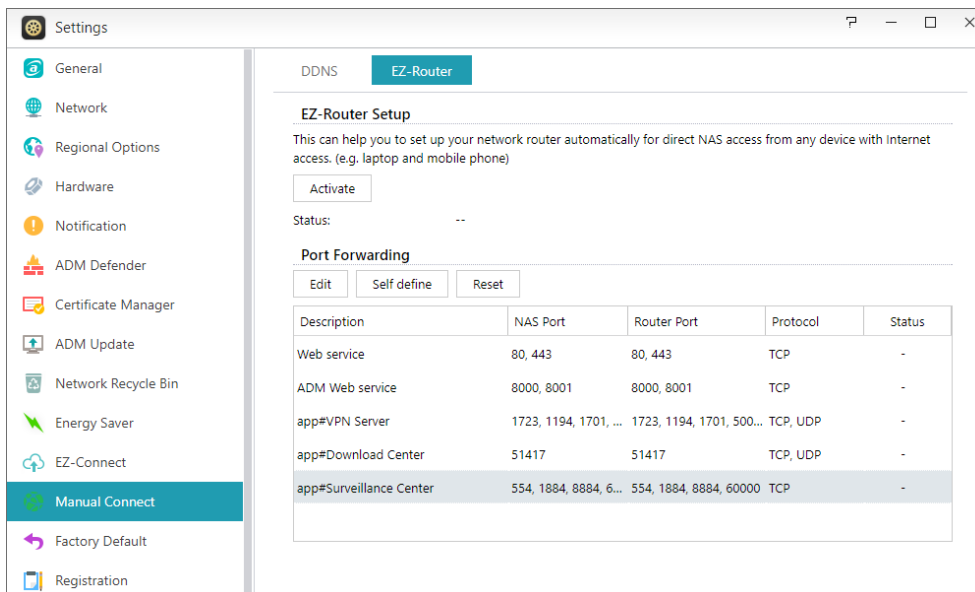 Settings
General
Network
Regional Options
Hardware
Notification
ADM Defender
Certificate Manager
ADM Update
Network Recycle Bin
Energy Saver
EZ-Connect
Manual Connect
Factory Default
Registration
DDNS EZ-Router
EZ-Router Setup
This can help you to set up your network router automatically for direct NAS access from any device with Internet
access. (e.g. laptop and mobile phone)
Activate
Status: --
Port Forwarding
Edit Self define Reset
Description NAS Port Router Port Protocol Status
Web service 80, 443 80, 443 TCP -
ADM Web service 8000, 8001 8000, 8001 TCP -
app#VPN Server 1723, 1194, 1701, ... 1723, 1194, 1701, 500... TCP, UDP -
app#Download Center 51417 51417 TCP, UDP -
app#Surveillance Center 554, 1884, 8884, 6... 554, 1884, 8884, 60000 TCP -